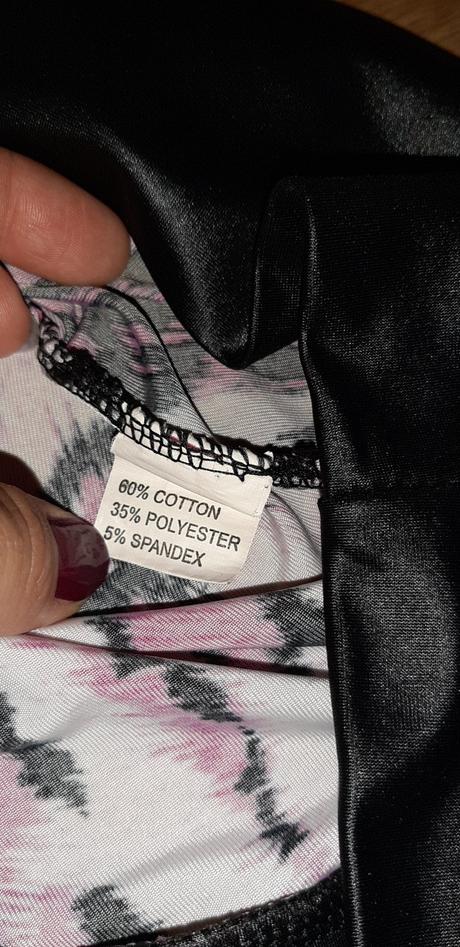 60% COTTON
35% POLYESTER
5% SPANDEX